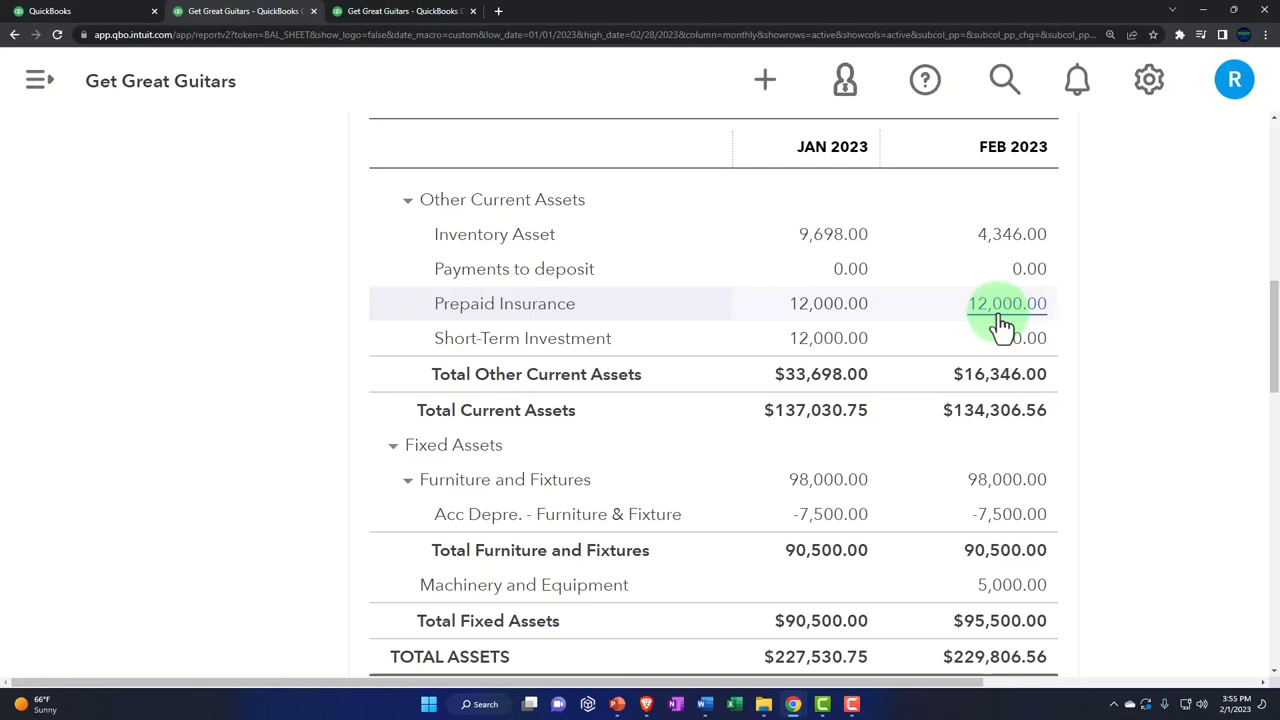 QuickBooks
Get Great Guitars - QuickBooks
Get Great Guitars - QuickBooks
app.qbo.intuit.com/app/reportv2?token=BAL_SHEET&show_logo=false&date_macro=custom&low_date=01/01/2023&high_date=02/28/2023&column=monthly&showrows=active&showcols=active&subcol_pp=&subcol_pp_chg=&subcol_pp_...
Get Great Guitars
R
JAN 2023 FEB 2023
Other Current Assets
Inventory Asset 9,698.00 4,346.00
Payments to deposit 0.00 0.00
Prepaid Insurance 12,000.00 12,000.00
Short-Term Investment 12,000.00 0.00
Total Other Current Assets $33,698.00 $16,346.00
Total Current Assets $137,030.75 $134,306.56
Fixed Assets
Furniture and Fixtures 98,000.00 98,000.00
Acc Depre. - Furniture & Fixture -7,500.00 -7,500.00
Total Furniture and Fixtures 90,500.00 90,500.00
Machinery and Equipment 5,000.00
Total Fixed Assets $90,500.00 $95,500.00
TOTAL ASSETS $227,530.75 $229,806.56
66°F
Sunny
Search
3:55 PM
2/1/2023